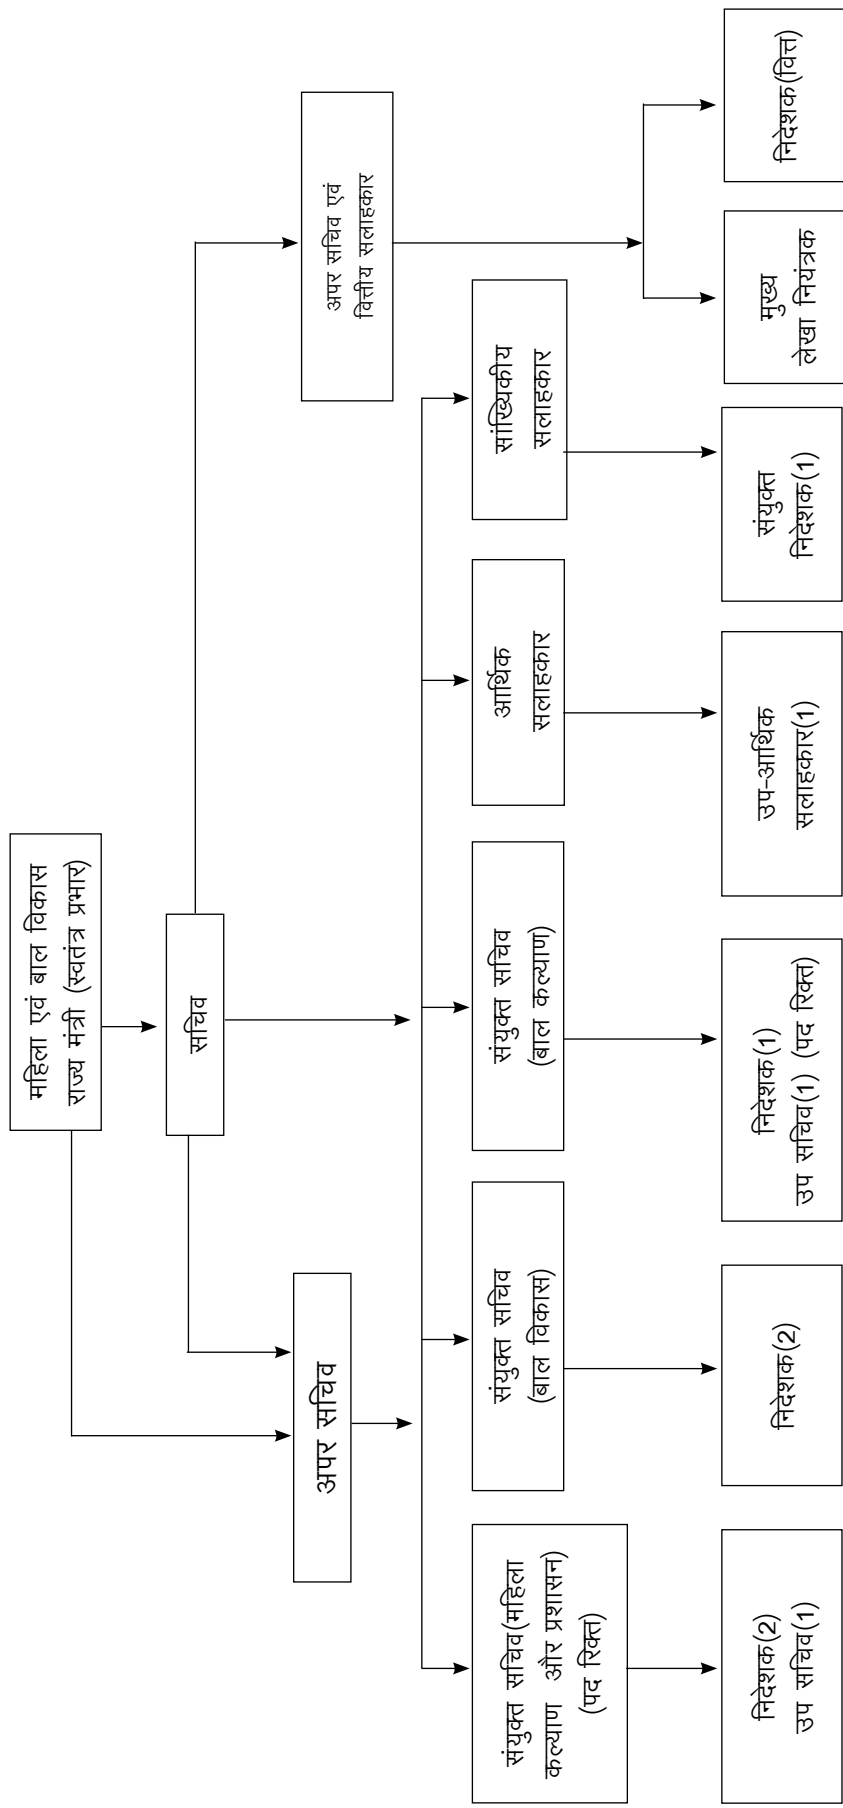 महिला एवं बाल विकास
राज्य मंत्री (स्वतंत्र प्रभार)
सचिव
अपर सचिव
अपर सचिव एवं
वित्तीय सलाहकार
संयुक्त सचिव(महिला
कल्याण और प्रशासन)
(पद रिक्त)
संयुक्त सचिव
(बाल विकास)
संयुक्त सचिव
(बाल कल्याण)
आर्थिक
सलाहकार
सांख्यिकीय
सलाहकार
निदेशक(2)
उप सचिव(1)
निदेशक(2)
निदेशक(1)
उप सचिव(1) (पद रिक्त)
उप-आर्थिक
सलाहकार(1)
संयुक्त
निदेशक(1)
मुख्य
लेखा नियंत्रक
निदेशक(वित्त)